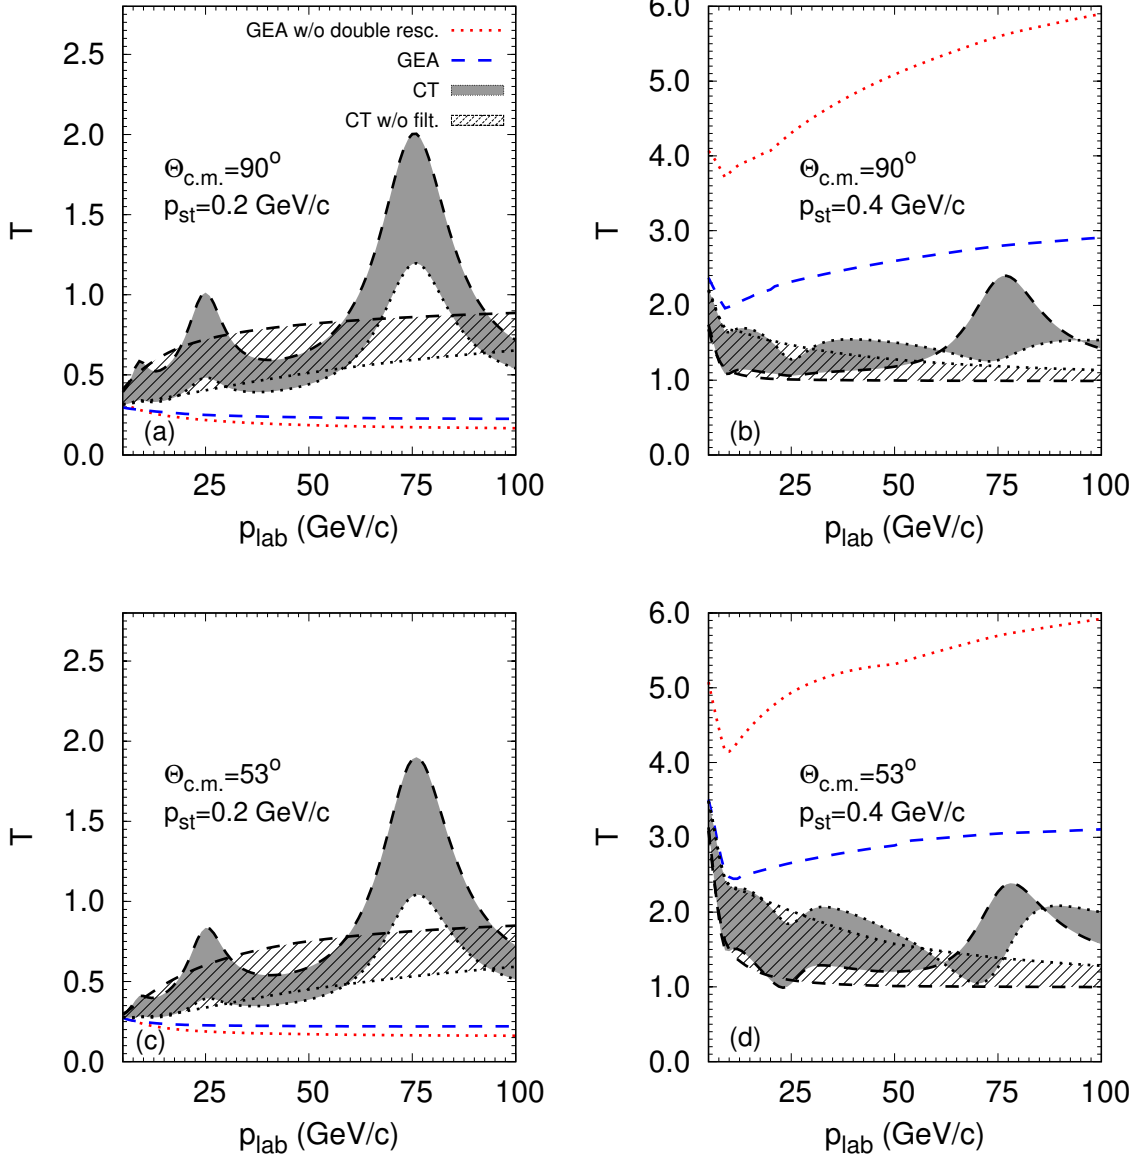 GEA w/o double resc.
GEA
CT
CT w/o filt.
Θc.m.=90°
pst=0.2 GeV/c
T
2.5
2.0
1.5
1.0
0.5
0.0
(a)
25 50 75 100
plab (GeV/c)
Θc.m.=90°
pst=0.4 GeV/c
T
6.0
5.0
4.0
3.0
2.0
1.0
0.0
(b)
25 50 75 100
plab (GeV/c)
Θc.m.=53°
pst=0.2 GeV/c
T
2.5
2.0
1.5
1.0
0.5
0.0
(c)
25 50 75 100
plab (GeV/c)
Θc.m.=53°
pst=0.4 GeV/c
T
6.0
5.0
4.0
3.0
2.0
1.0
0.0
(d)
25 50 75 100
plab (GeV/c)